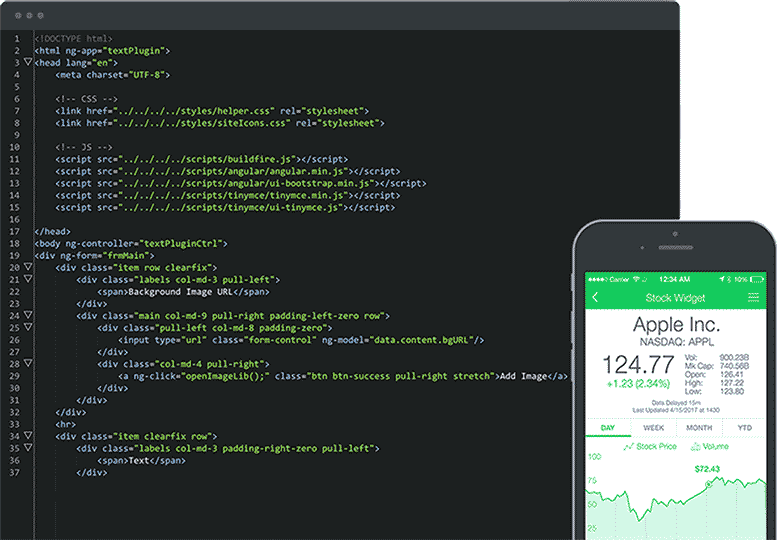 1 <!DOCTYPE html>
2 <html ng-app="textPlugin">
3 <head lang="en">
4 <meta charset="UTF-8">
5
6 <!-- CSS -->
7 <link href="../../../../styles/helper.css" rel="stylesheet">
8 <link href="../../../../styles/siteIcons.css" rel="stylesheet">
9
10 <!-- JS -->
11 <script src="../../../../scripts/buildfire.js"></script>
12 <script src="../../../../scripts/angular/angular.min.js"></script>
13 <script src="../../../../scripts/angular/ui-bootstrap.min.js"></script>
14 <script src="../../../../scripts/tinymce/tinymce.min.js"></script>
15 <script src="../../../../scripts/tinymce/ui-tinymce.js"></script>
16
17 </head>
18 <body ng-controller="textPluginCtrl">
19 <div ng-form="frmMain">
20 <div class="item row clearfix">
21 <div class="labels col-md-3 pull-left">
22 <span>Background Image URL</span>
23 </div>
24 <div class="main col-md-9 pull-right padding-left-zero row">
25 <div class="pull-left col-md-8 padding-zero">
26 <input type="url" class="form-control" ng-model="data.content.bgURL"/>
27 </div>
28 <div class="col-md-4 pull-right">
29 <a ng-click="openImageLib();" class="btn btn-success pull-right stretch">Add Image</a>
30 </div>
31 </div>
32 </div>
33 <hr>
34 <div class="item clearfix row">
35 <div class="labels col-md-3 padding-right-zero pull-left">
36 <span>Text</span>
37 </div>
Carrier 12:34 AM 10%
Stock Widget
Apple Inc.
NASDAQ: APPL
124.77
+1.23 (2.34%)
Vol: 900.23B
Mk Cap: 740.56B
Open: 126.41
High: 127.22
Low: 123.80
Data Delayed 15m
Last Updated 4/15/2017 at 1430
DAY WEEK MONTH YTD
Stock Price Volume
100
$72.43
75
50
25